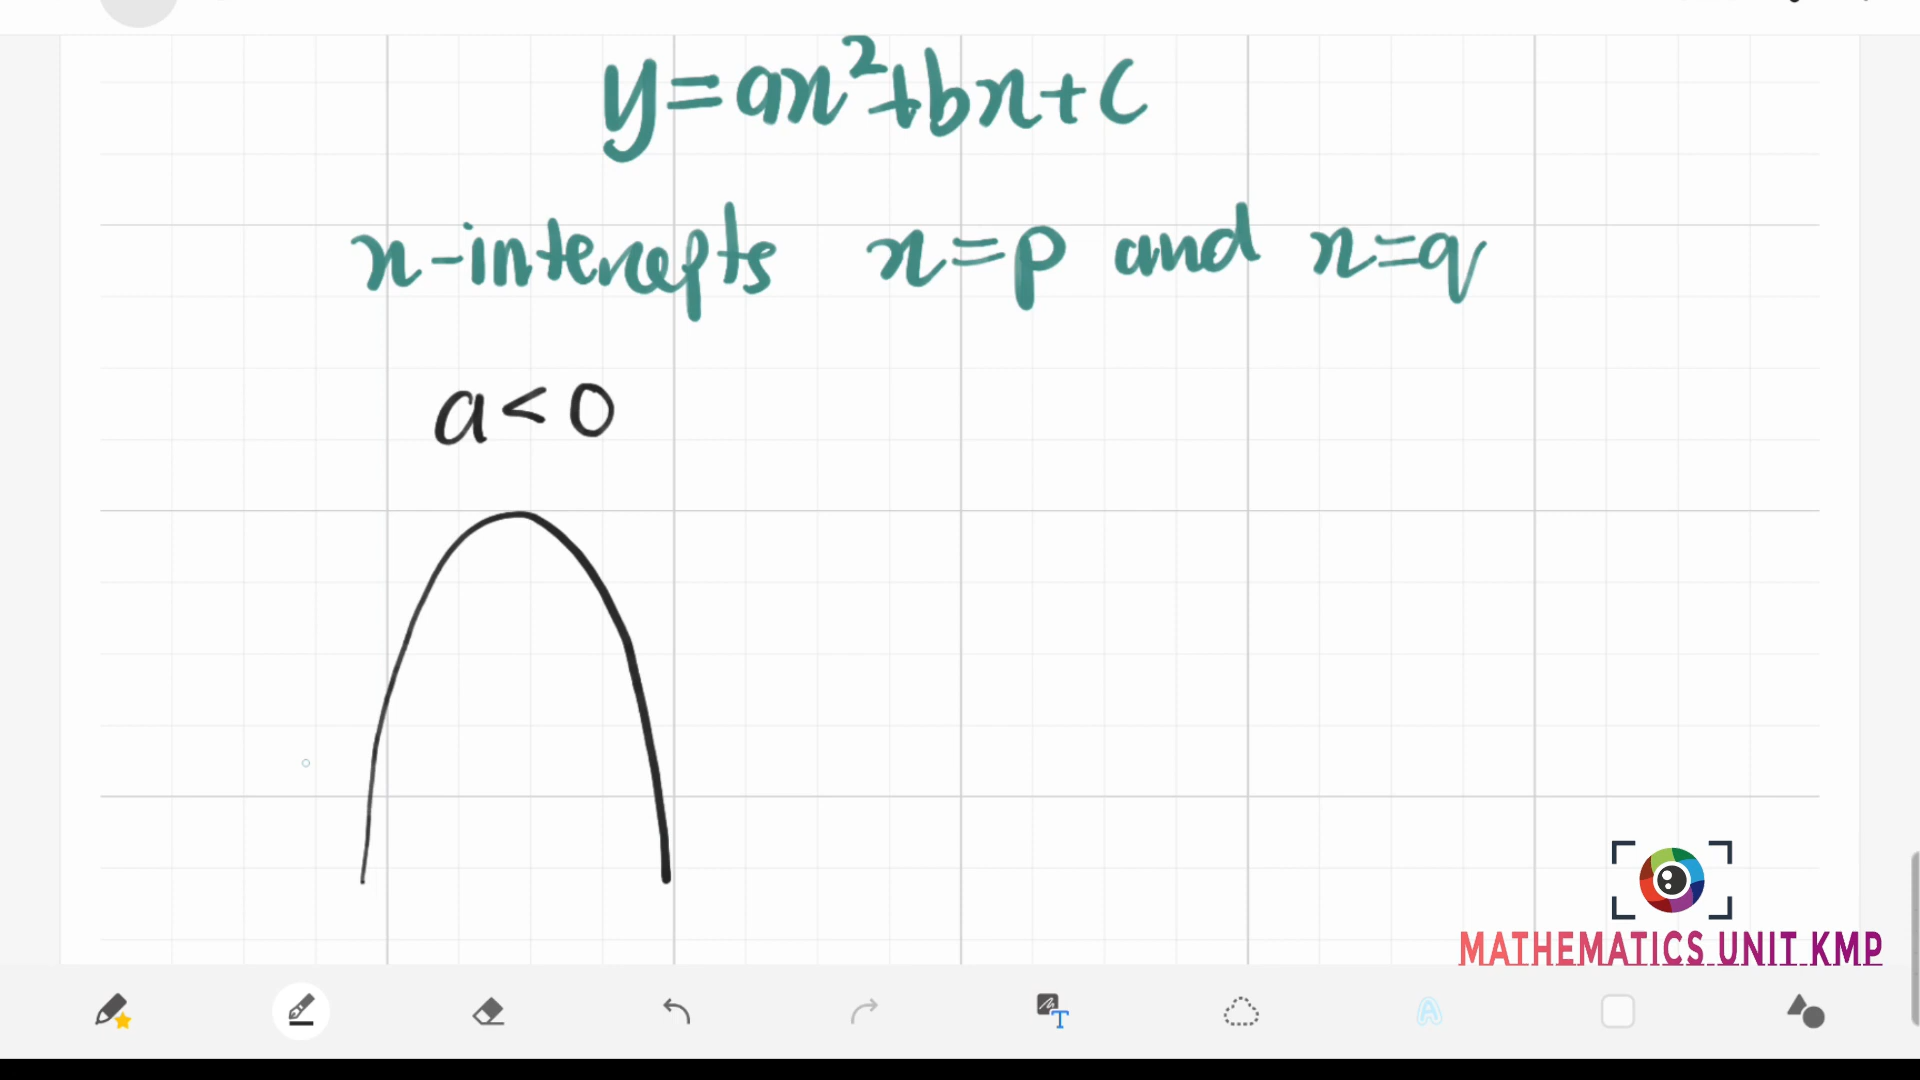 y=ax²+bx+c
x-intercepts x=p and x=q
a<0
MATHEMATICS UNIT KMP